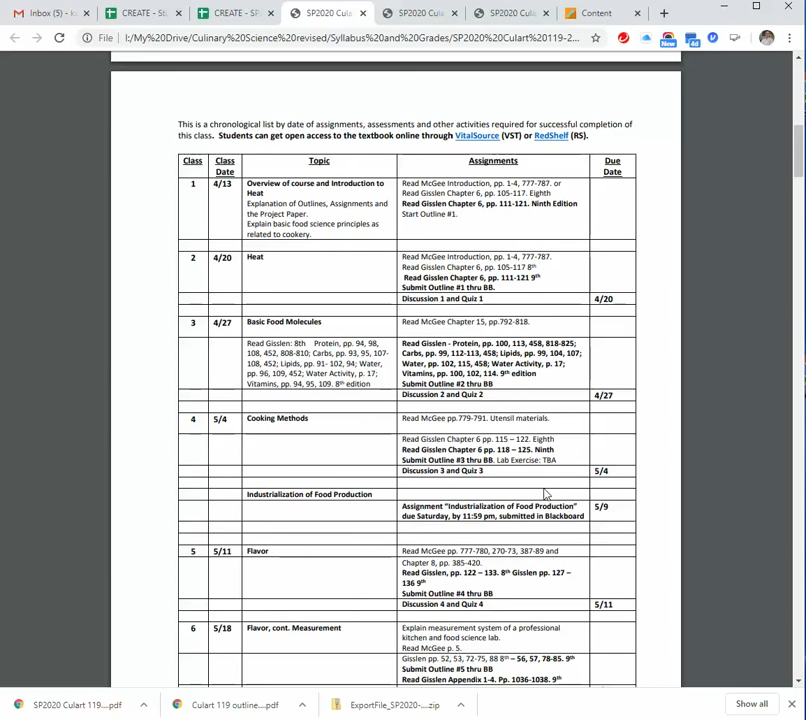 Inbox (5) - k
CREATE - St
CREATE - SP
SP2020 Cular
SP2020 Cul
SP2020 Cul
Content
File
I:/My%20Drive/Culinary%20Science%20revised/Syllabus%20and%20Grades/SP2020%20Culart%20119-2...
New
4d
This is a chronological list by date of assignments, assessments and other activities required for successful completion of
this class. Students can get open access to the textbook online through VitalSource (VST) or RedShelf (RS).
Class Class Date Topic Assignments Due Date
1 4/13 Overview of course and Introduction to Heat
Explanation of Outlines, Assignments and
the Project Paper.
Explain basic food science principles as
related to cookery.
Read McGee Introduction, pp. 1-4, 777-787. or
Read Gisslen Chapter 6, pp. 105-117. Eighth
Read Gisslen Chapter 6, pp. 111-121. Ninth Edition
Start Outline #1.
2 4/20 Heat
Read McGee Introduction, pp. 1-4, 777-787.
Read Gisslen Chapter 6, pp. 105-117 8th
Read Gisslen Chapter 6, pp. 111-121 9th
Submit Outline #1 thru BB.
Discussion 1 and Quiz 1 4/20
3 4/27 Basic Food Molecules
Read McGee Chapter 15, pp.792-818.
Read Gisslen: 8th Protein, pp. 94, 98,
108, 452, 808-810; Carbs, pp. 93, 95, 107-
108, 452; Lipids, pp. 91- 102, 94; Water,
pp. 96, 109, 452; Water Activity, p. 17;
Vitamins, pp. 94, 95, 109. 8th edition
Read Gisslen - Protein, pp. 100, 113, 458, 818-825;
Carbs, pp. 99, 112-113, 458; Lipids, pp. 99, 104, 107;
Water, pp. 102, 115, 458; Water Activity, p. 17;
Vitamins, pp. 100, 102, 114. 9th edition
Submit Outline #2 thru BB
Discussion 2 and Quiz 2 4/27
4 5/4 Cooking Methods
Read McGee pp.779-791. Utensil materials.
Read Gisslen Chapter 6 pp. 115 – 122. Eighth
Read Gisslen Chapter 6 pp. 118 – 125. Ninth
Submit Outline #3 thru BB. Lab Exercise: TBA
Discussion 3 and Quiz 3 5/4
Industrialization of Food Production
Assignment "Industrialization of Food Production" 5/9
due Saturday, by 11:59 pm, submitted in Blackboard
5 5/11 Flavor
Read McGee pp. 777-780, 270-73, 387-89 and
Chapter 8, pp. 385-420.
Read Gisslen, pp. 122 – 133. 8th Gisslen pp. 127 –
136 9th
Submit Outline #4 thru BB
Discussion 4 and Quiz 4 5/11
6 5/18 Flavor, cont. Measurement
Explain measurement system of a professional
kitchen and food science lab.
Read McGee p. 5.
Gisslen pp. 52, 53, 72-75, 88 8th – 56, 57, 78-85. 9th
Submit Outline #5 thru BB
Read Gisslen Appendix 1-4. Pp. 1036-1038. 9th
SP2020 Culart 119....pdf
Culart 119 outline....pdf
ExportFile_SP2020-....zip
Show all